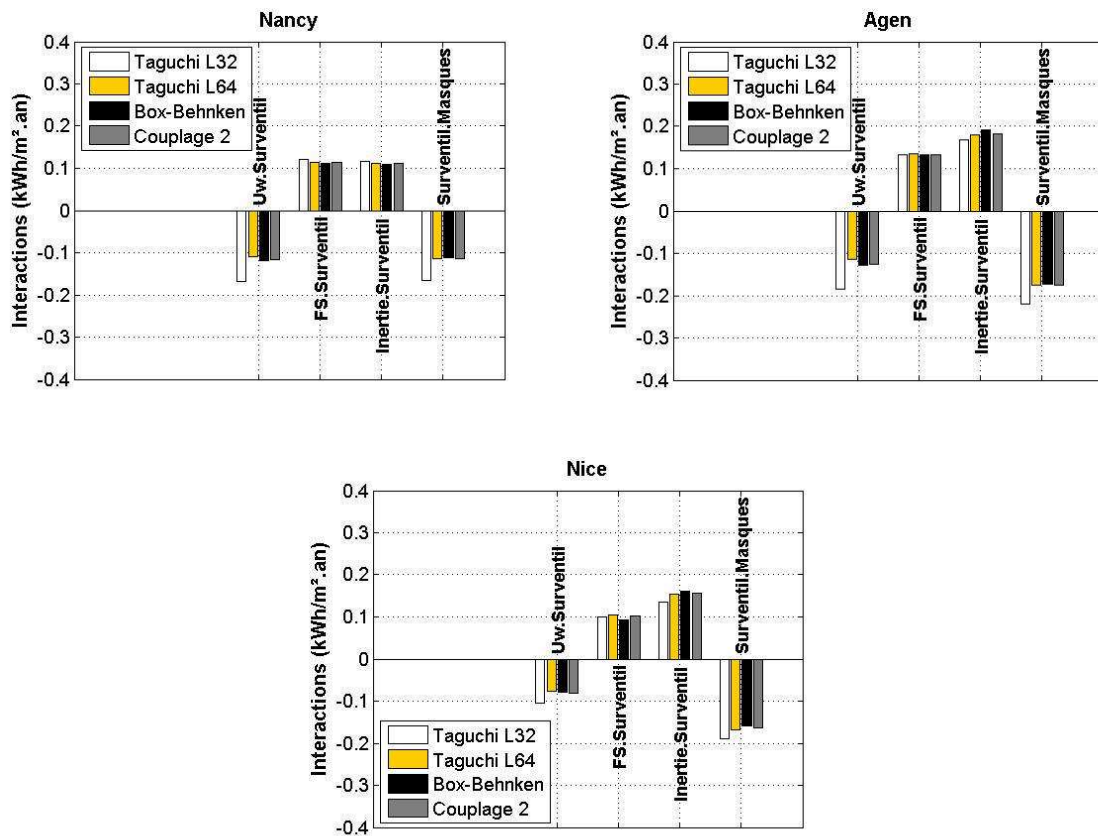 Nancy
Interactions (kWh/m².an)
0.4
0.3
0.2
0.1
0
-0.1
-0.2
-0.3
-0.4
Taguchi L32
Taguchi L64
Box-Behnken
Couplage 2
Uw.Surventil
FS.Surventil
Inertie.Surventil
Surventil.Masques
Agen
Interactions (kWh/m².an)
0.4
0.3
0.2
0.1
0
-0.1
-0.2
-0.3
-0.4
Taguchi L32
Taguchi L64
Box-Behnken
Couplage 2
Uw.Surventil
FS.Surventil
Inertie.Surventil
Surventil.Masques
Nice
Interactions (kWh/m².an)
0.4
0.3
0.2
0.1
0
-0.1
-0.2
-0.3
-0.4
Uw.Surventil
FS.Surventil
Inertie.Surventil
Surventil.Masques
Taguchi L32
Taguchi L64
Box-Behnken
Couplage 2